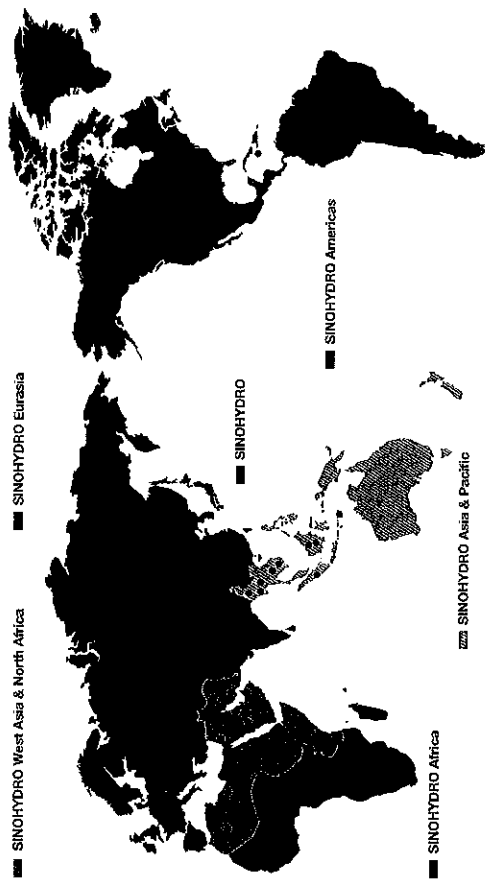 SINOHYDRO West Asia & North Africa
SINOHYDRO Eurasia
SINOHYDRO
SINOHYDRO Americas
SINOHYDRO Africa
SINOHYDRO Asia & Pacific